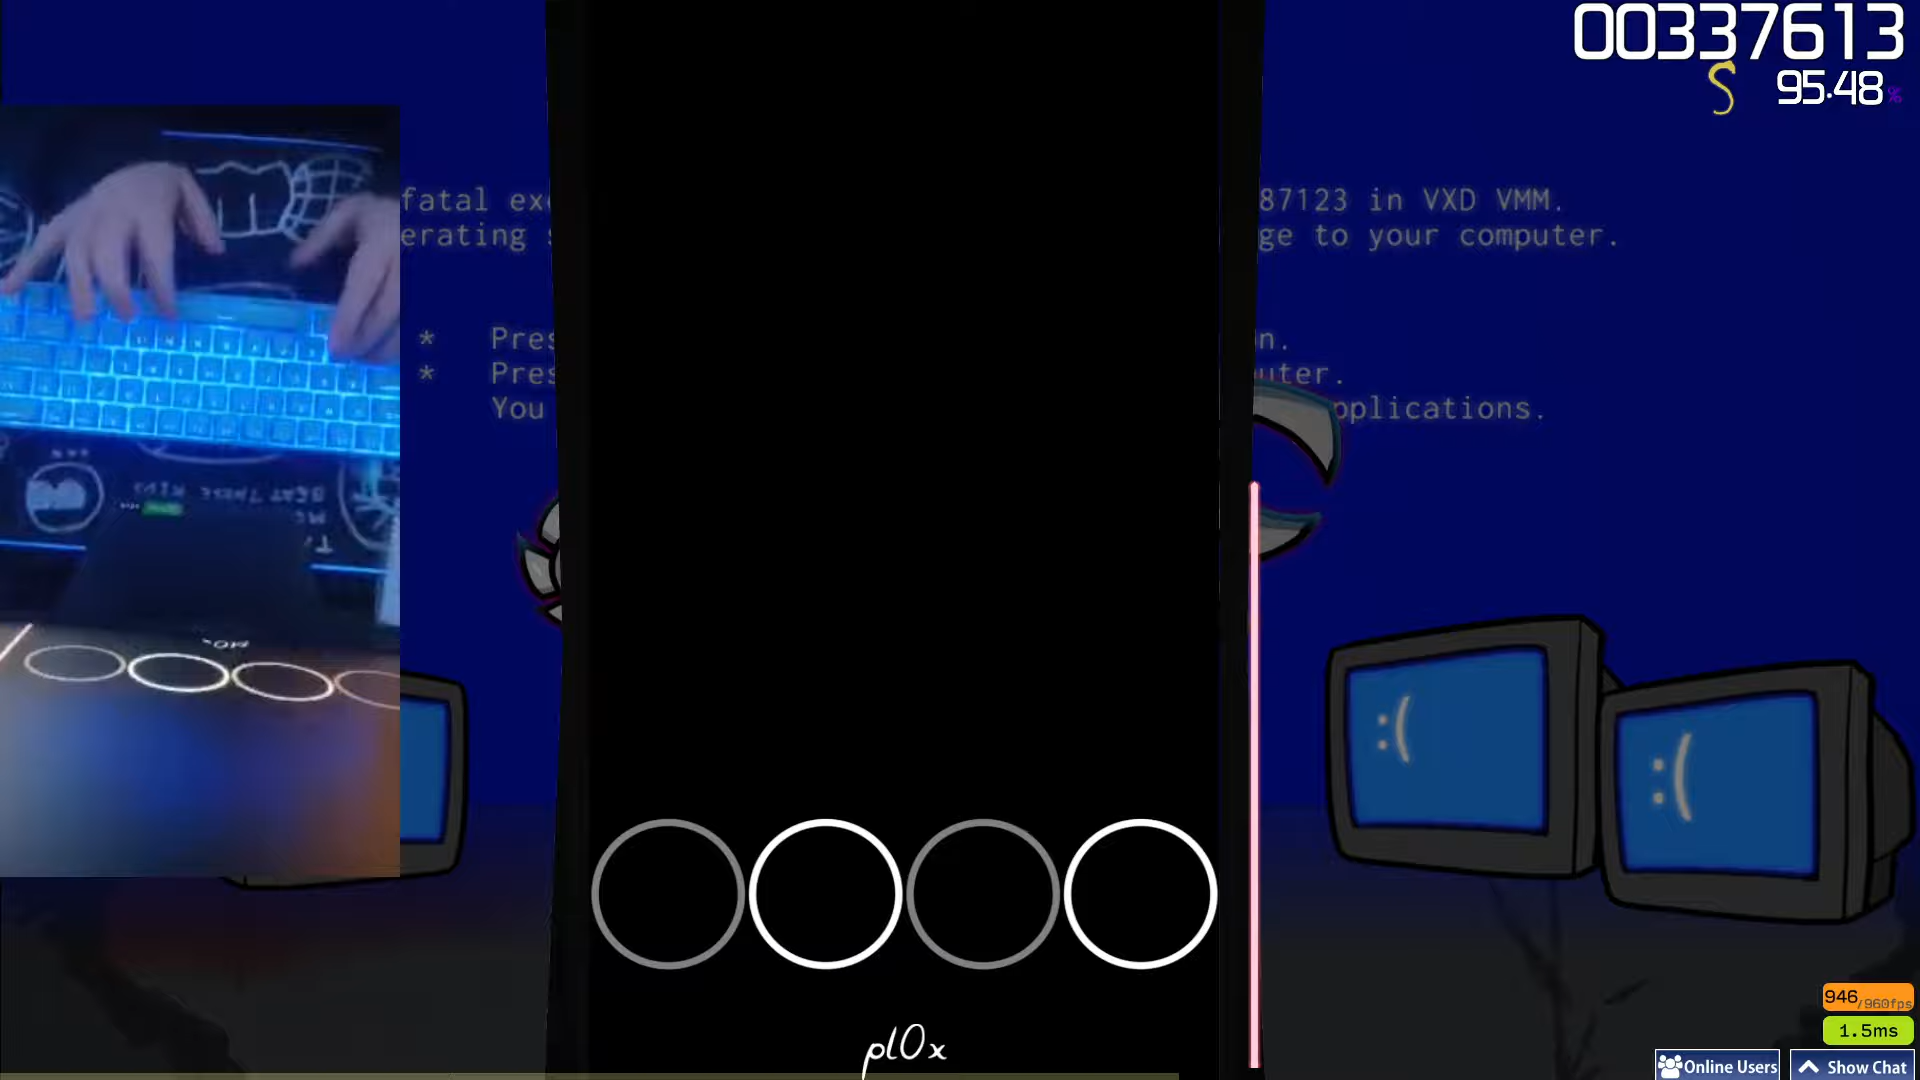 00337613
S 95.48%
fatal ex
87123 in VXD VMM.
erating s
ge to your computer.
* Pres
n.
* Pres
uter.
You
pplications.
:( :(
pl0x
946/960fps
1.5ms
Online Users Show Chat